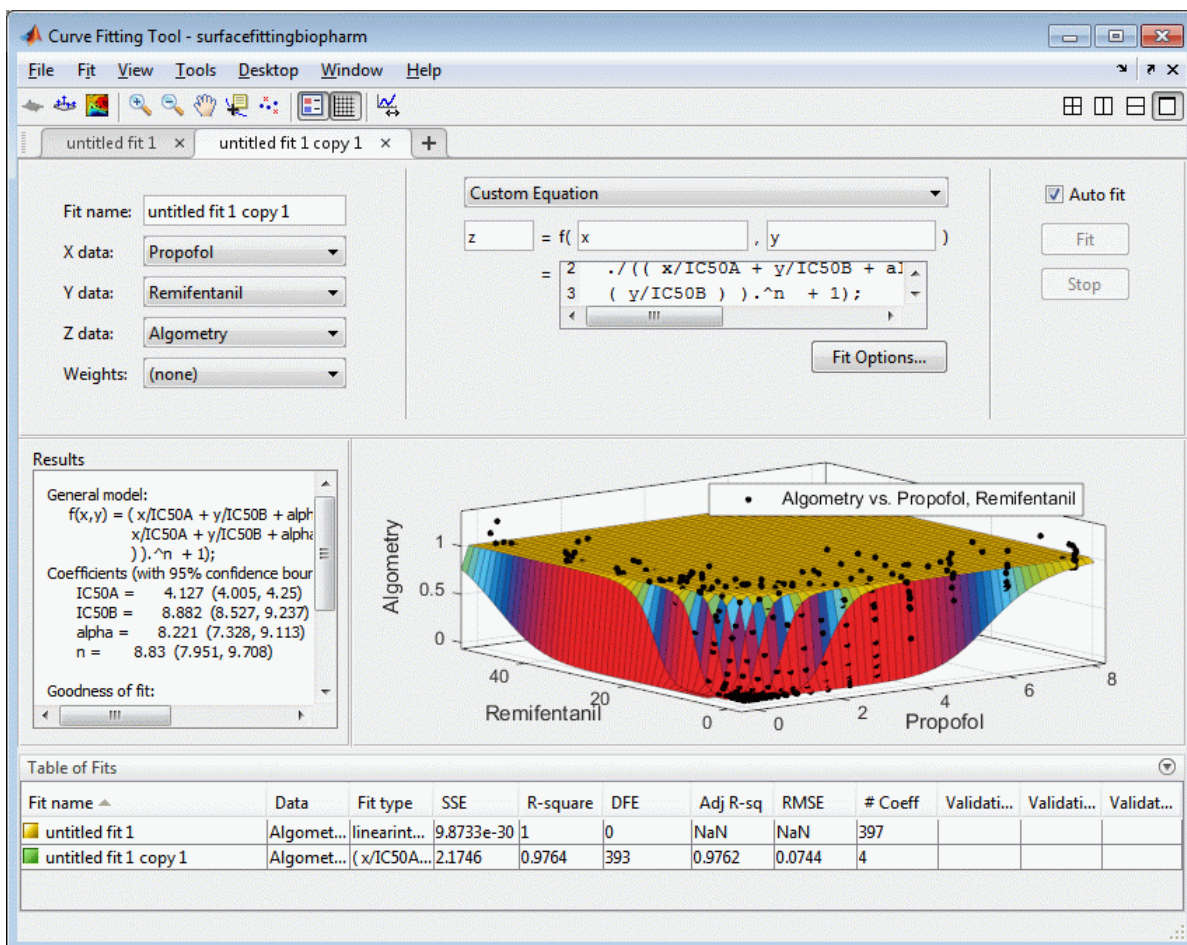 Curve Fitting Tool - surfacefittingbiopharm
File Fit View Tools Desktop Window Help
untitled fit 1 × untitled fit 1 copy 1 × +
Fit name: untitled fit 1 copy 1
X data: Propofol
Y data: Remifentanil
Z data: Algometry
Weights: (none)
Custom Equation
z = f( x , y )
= 2 ./(( x/IC50A + y/IC50B + al
3 ( y/IC50B ) ).^n + 1);
Fit Options...
Auto fit
Fit
Stop
Results
General model:
f(x,y) = ( x/IC50A + y/IC50B + alph
x/IC50A + y/IC50B + alpha
) ).^n + 1);
Coefficients (with 95% confidence bour
IC50A = 4.127 (4.005, 4.25)
IC50B = 8.882 (8.527, 9.237)
alpha = 8.221 (7.328, 9.113)
n = 8.83 (7.951, 9.708)
Goodness of fit:
Algometry vs. Propofol, Remifentanil
Algometry
1
0.5
0
40
20
0
Remifentanil
0
2
4
6
8
Propofol
Table of Fits
Fit name Data Fit type SSE R-square DFE Adj R-sq RMSE # Coeff Validati... Validati... Validat...
untitled fit 1 Algomet... linearint... 9.8733e-30 1 0 NaN NaN 397
untitled fit 1 copy 1 Algomet... ( x/IC50A... 2.1746 0.9764 393 0.9762 0.0744 4